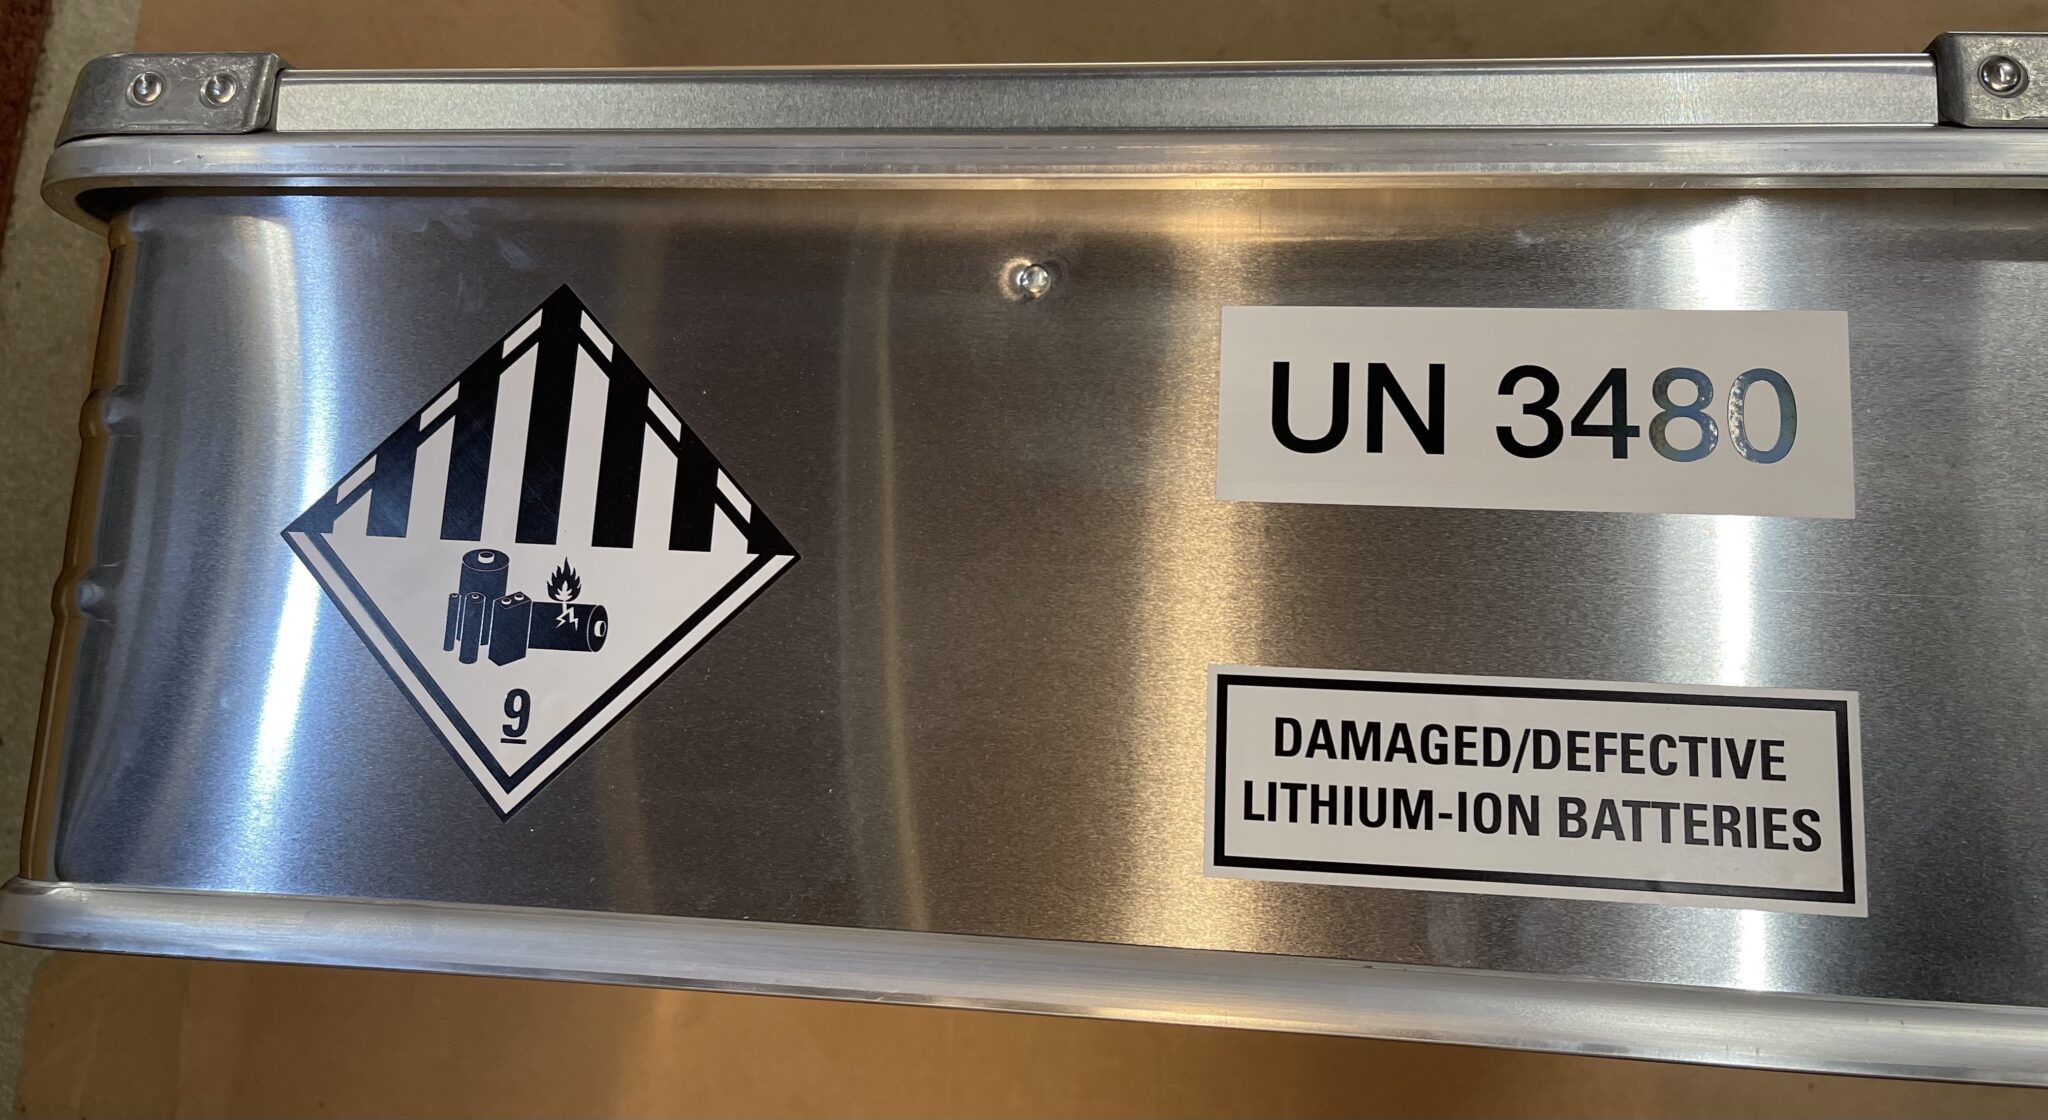 9
UN 3480
DAMAGED/DEFECTIVE
LITHIUM-ION BATTERIES